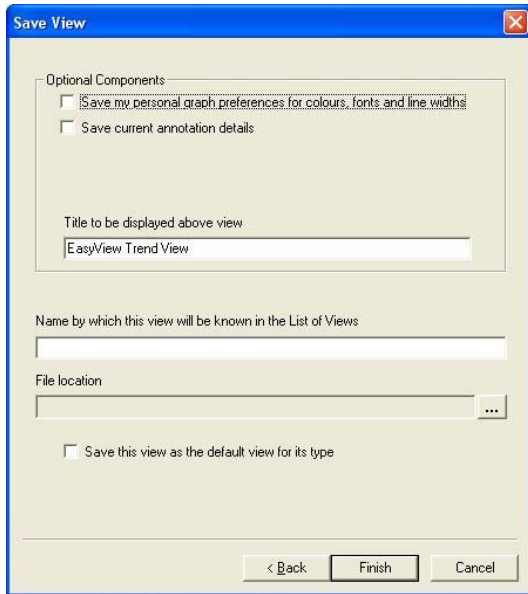 Save View
Optional Components
Save my personal graph preferences for colours, fonts and line widths
Save current annotation details
Title to be displayed above view
EasyView Trend View
Name by which this view will be known in the List of Views
File location
...
Save this view as the default view for its type
< Back
Finish
Cancel